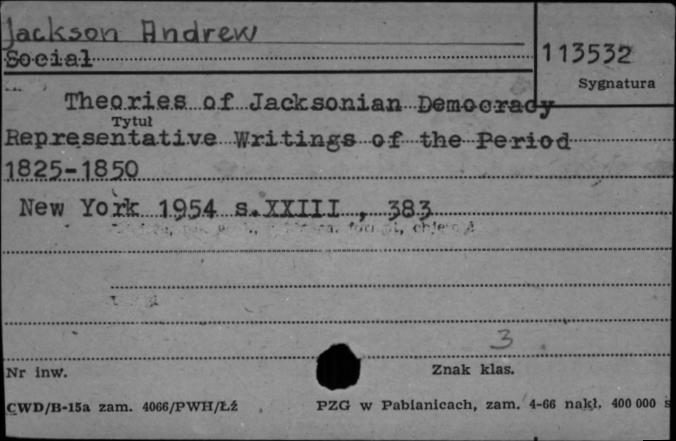 Jackson Andrew
Social
113532
Sygnatura
Theories of Jacksonian Democracy
Tytuł
Representative Writings of the Period
1825-1850
New York 1954 s.XXIII , 383
3
Nr inw.
Znak klas.
CWD/B-15a zam. 4066/PWH/Łź
PZG w Pabianicach, zam. 4-66 nakł. 400 000 s